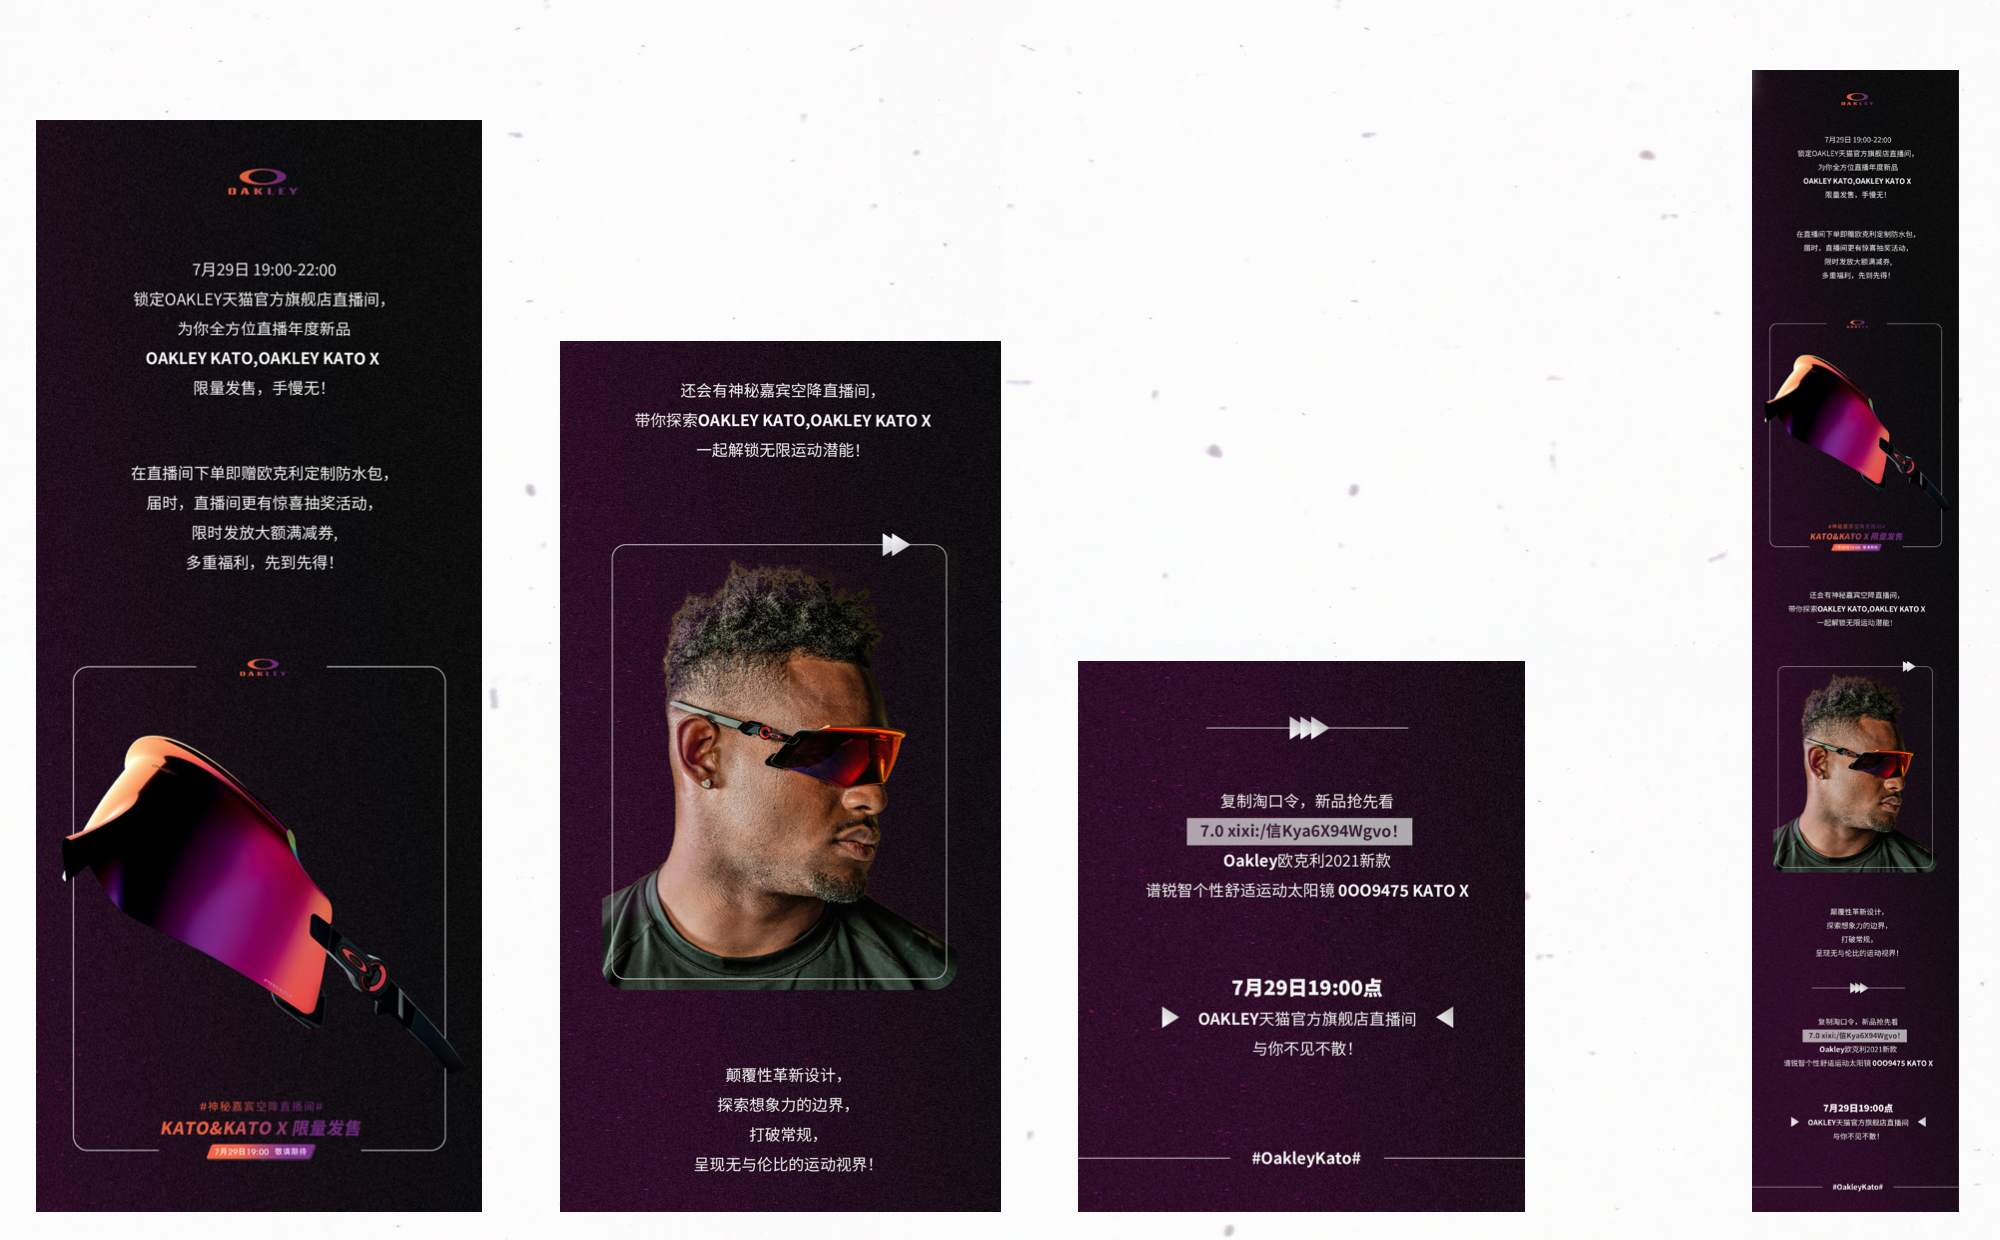 OAKLEY
7月29日 19:00-22:00
锁定OAKLEY天猫官方旗舰店直播间，
为你全方位直播年度新品
OAKLEY KATO,OAKLEY KATO X
限量发售，手慢无！
在直播间下单即赠欧克利定制防水包，
届时，直播间更有惊喜抽奖活动，
限时发放大额满减券，
多重福利，先到先得！
OAKLEY
#神秘嘉宾空降直播间#
KATO&KATO X 限量发售
7月29日19:00 敬请期待
还会有神秘嘉宾空降直播间，
带你探索OAKLEY KATO,OAKLEY KATO X
一起解锁无限运动潜能！
颠覆性革新设计，
探索想象力的边界，
打破常规，
呈现无与伦比的运动视界！
复制淘口令，新品抢先看
7.0 xixi:/信Kya6X94Wgvo！
Oakley欧克利2021新款
谱锐智个性舒适运动太阳镜 0OO9475 KATO X
7月29日19:00点
OAKLEY天猫官方旗舰店直播间
与你不见不散！
#OakleyKato#
OAKLEY
7月29日 19:00-22:00
锁定OAKLEY天猫官方旗舰店直播间，
为你全方位直播年度新品
OAKLEY KATO,OAKLEY KATO X
限量发售，手慢无！
在直播间下单即赠欧克利定制防水包，
届时，直播间更有惊喜抽奖活动，
限时发放大额满减券，
多重福利，先到先得！
OAKLEY
#神秘嘉宾空降直播间#
KATO&KATO X 限量发售
7月29日19:00 敬请期待
还会有神秘嘉宾空降直播间，
带你探索OAKLEY KATO,OAKLEY KATO X
一起解锁无限运动潜能！
颠覆性革新设计，
探索想象力的边界，
打破常规，
呈现无与伦比的运动视界！
复制淘口令，新品抢先看
7.0 xixi:/信Kya6X94Wgvo！
Oakley欧克利2021新款
谱锐智个性舒适运动太阳镜 0OO9475 KATO X
7月29日19:00点
OAKLEY天猫官方旗舰店直播间
与你不见不散！
#OakleyKato#